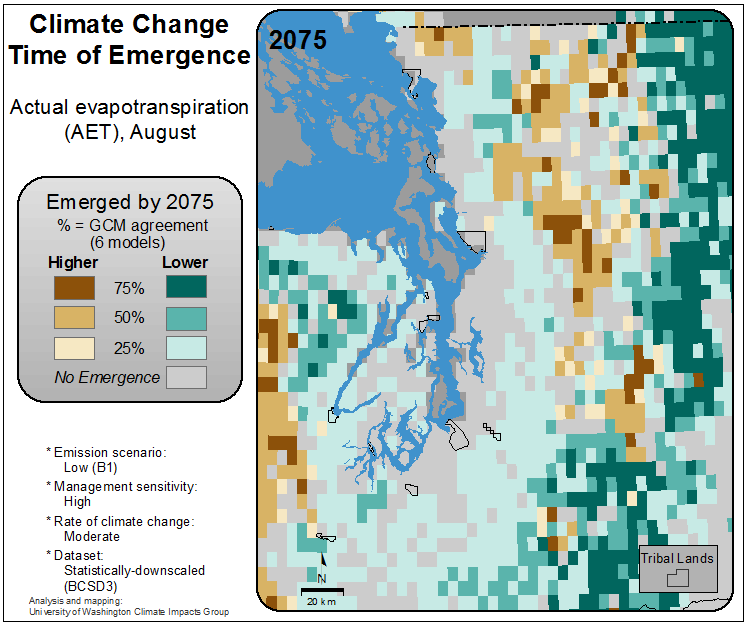 Climate Change
Time of Emergence
Actual evapotranspiration
(AET), August
Emerged by 2075
% = GCM agreement
(6 models)
Higher Lower
75%
50%
25%
No Emergence
* Emission scenario:
Low (B1)
* Management sensitivity:
High
* Rate of climate change:
Moderate
* Dataset:
Statistically-downscaled
(BCSD3)
Analysis and mapping:
University of Washington Climate Impacts Group
2075
N
20 km
Tribal Lands